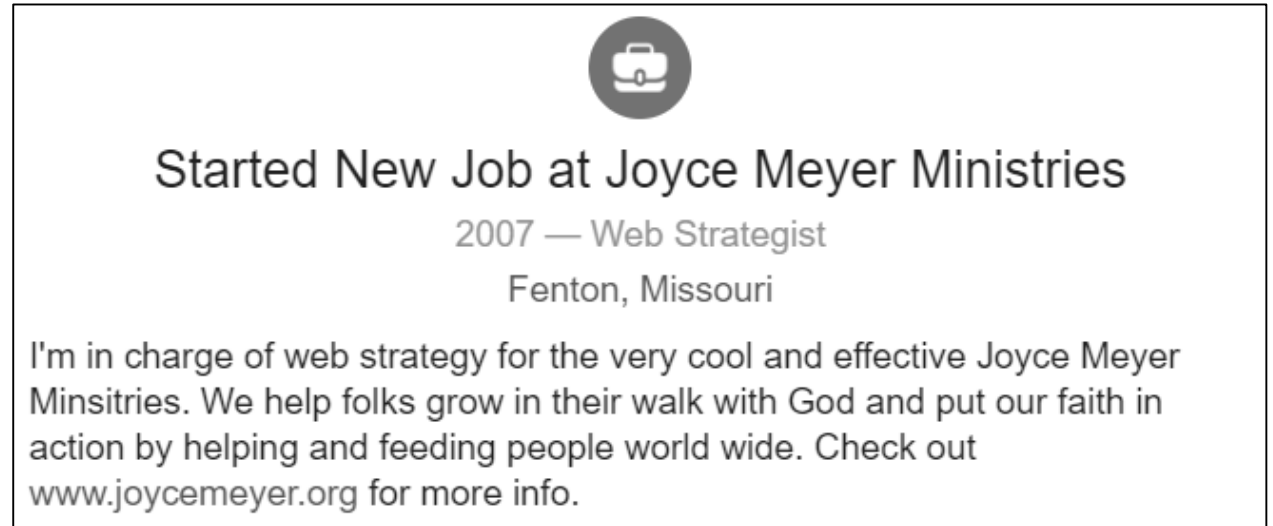 Started New Job at Joyce Meyer Ministries
2007 — Web Strategist
Fenton, Missouri
I'm in charge of web strategy for the very cool and effective Joyce Meyer
Minsitries. We help folks grow in their walk with God and put our faith in
action by helping and feeding people world wide. Check out
www.joycemeyer.org for more info.